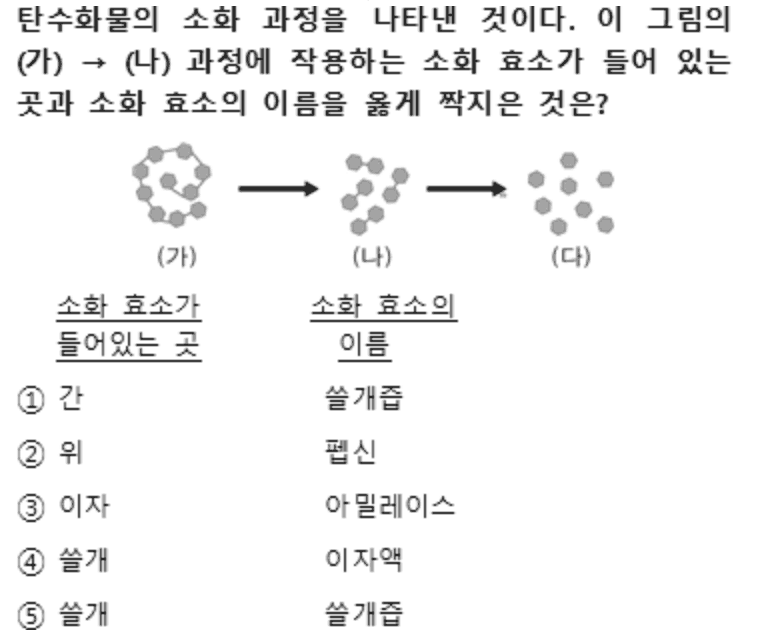 탄수화물의 소화 과정을 나타낸 것이다. 이 그림의
(가) → (나) 과정에 작용하는 소화 효소가 들어 있는
곳과 소화 효소의 이름을 옳게 짝지은 것은?
(가) (나) (다)
소화 효소가 소화 효소의
들어있는 곳 이름
① 간 쓸개즙
② 위 펩신
③ 이자 아밀레이스
④ 쓸개 이자액
⑤ 쓸개 쓸개즙